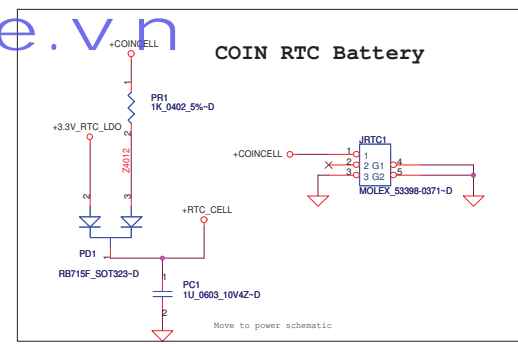 e.vn
COIN RTC Battery
+COINCELL
1
PR1
1K_0402_5%~D
2
+3.3V_RTC_LDO
Z4012
2
3
+RTC_CELL
PD1
1
RB715F_SOT323~D
1
PC1
1U_0603_10V4Z~D
2
Move to power schematic
JRTC1
+COINCELL
1
1
2
2 G1
4
3
3 G2
5
MOLEX_53398-0371~D